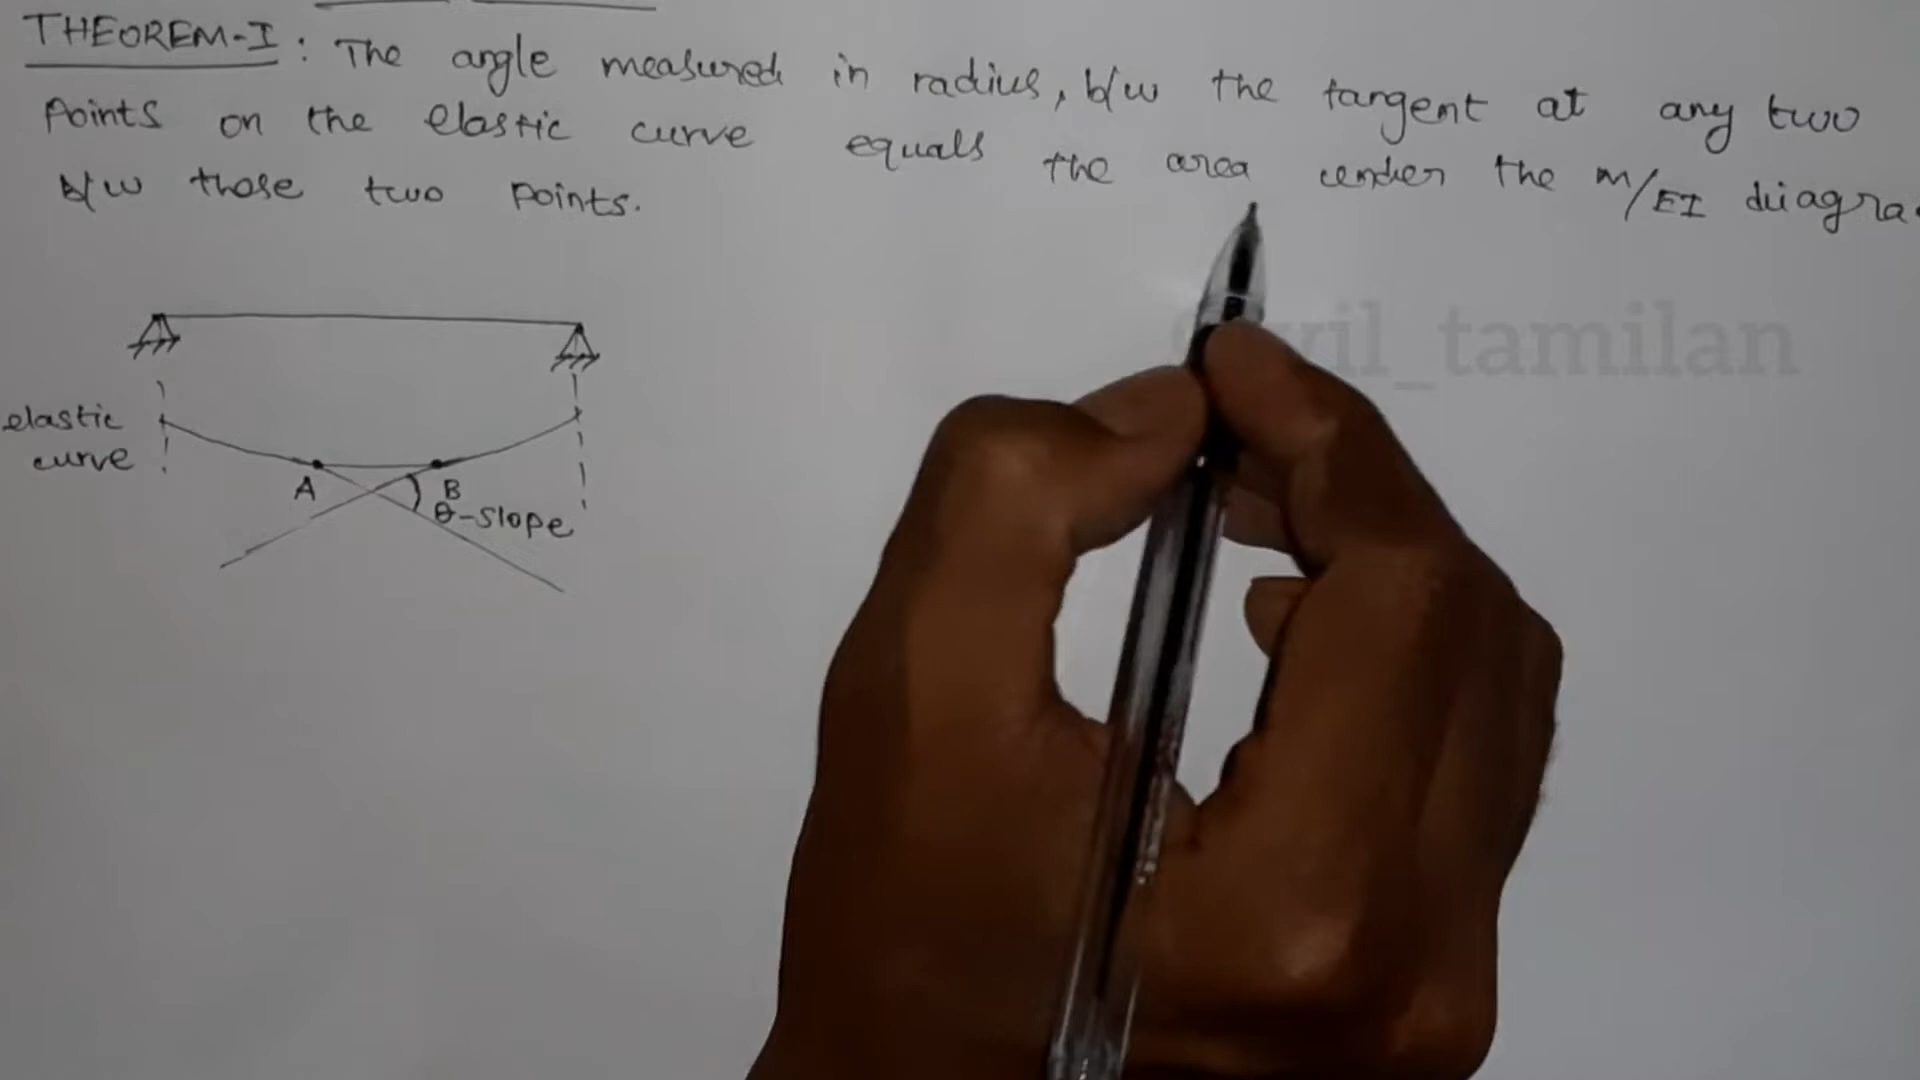 THEOREM-I : The angle measured in radius, b/w the tangent at any two
Points on the elastic curve equals the area under the M/EI diagra
b/w those two points.
elastic
curve
A
B
θ-slope
vil_tamilan